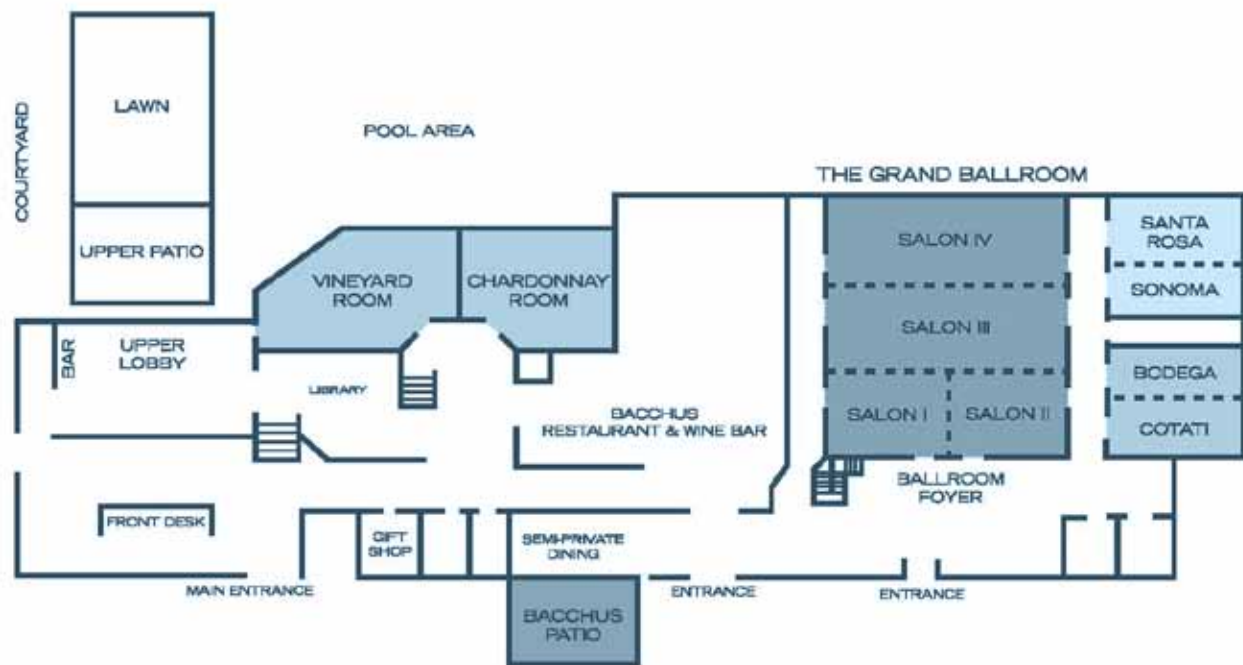 COURTYARD
LAWN
UPPER PATIO
POOL AREA
THE GRAND BALLROOM
VINEYARD
ROOM
CHARDONNAY
ROOM
SALON IV
SALON III
SALON I
SALON II
SANTA
ROSA
SONOMA
BODEGA
COTATI
BAR
UPPER
LOBBY
LIBRARY
BACCHUS
RESTAURANT & WINE BAR
BALLROOM
FOYER
FRONT DESK
GIFT
SHOP
SEMI-PRIVATE
DINING
MAIN ENTRANCE
BACCHUS
PATIO
ENTRANCE
ENTRANCE